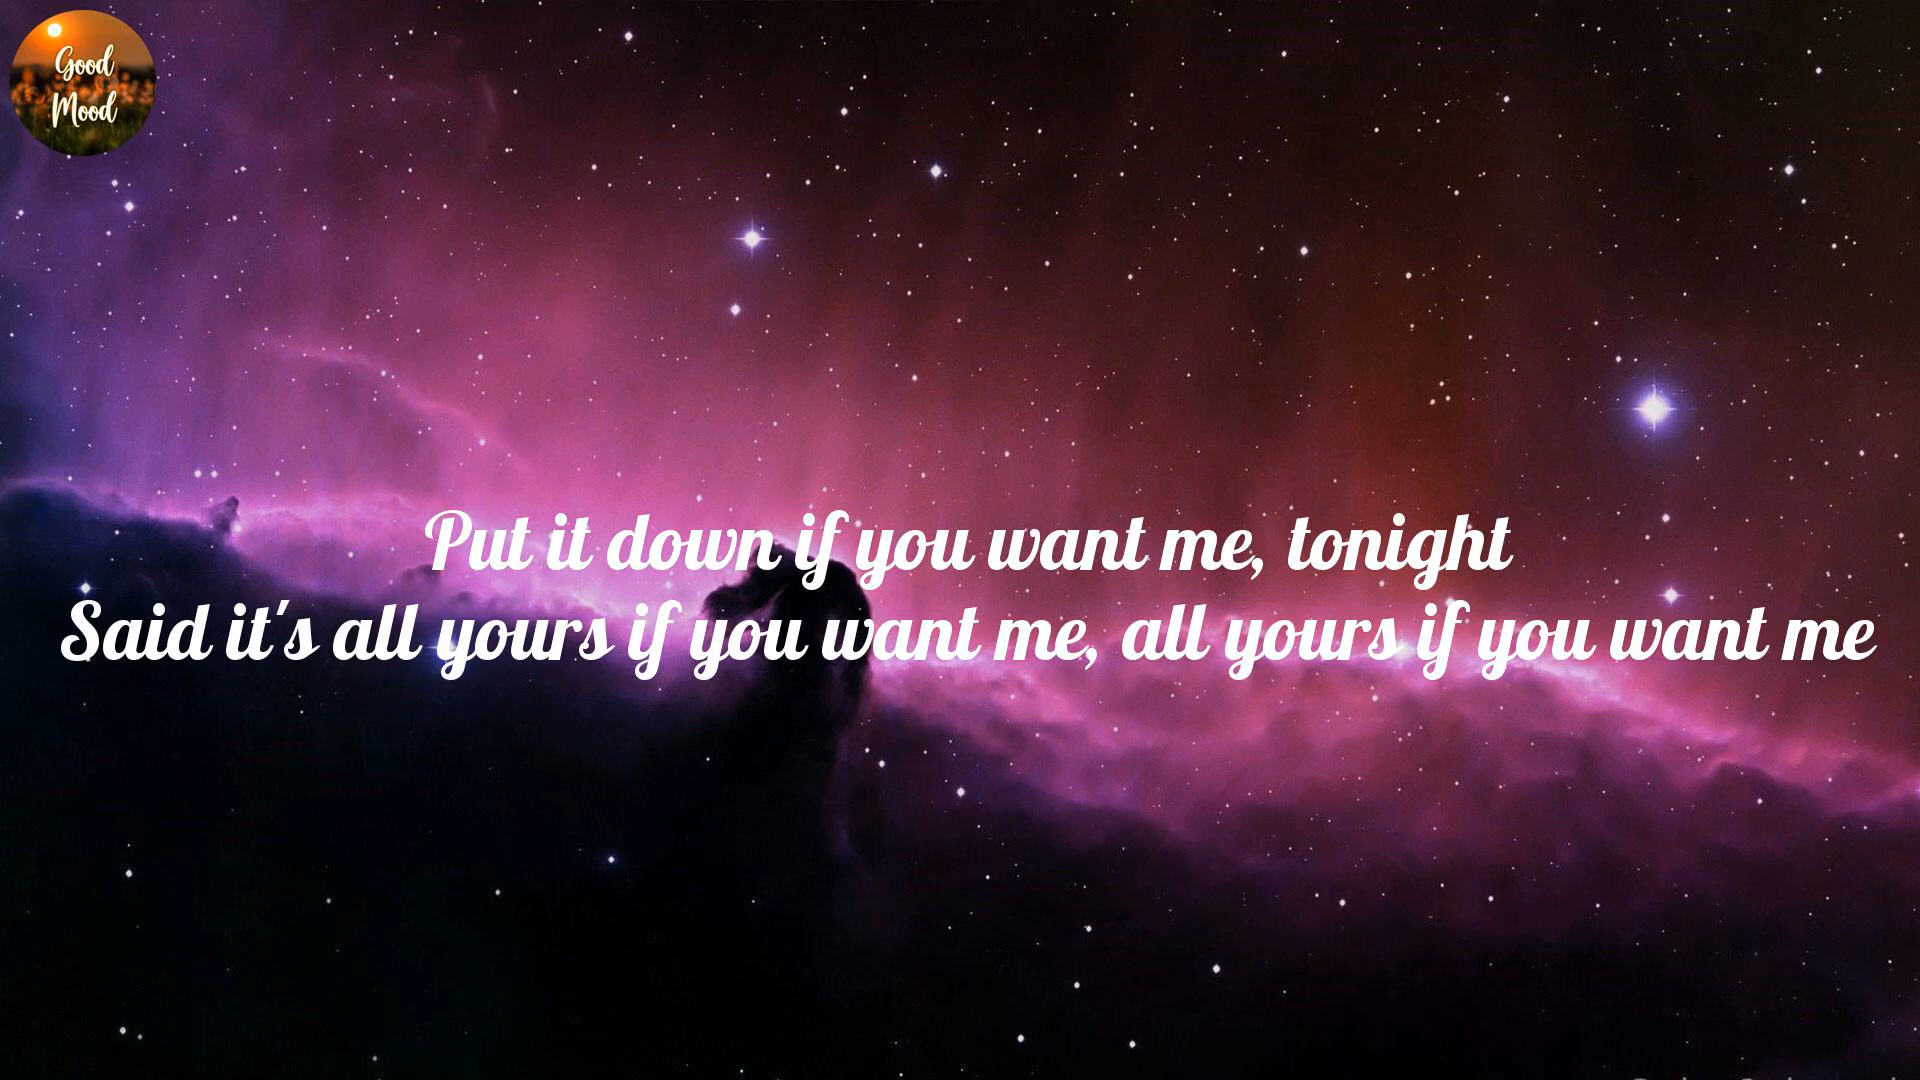 Good
Mood
Put it down if you want me, tonight
Said it's all yours if you want me, all yours if you want me